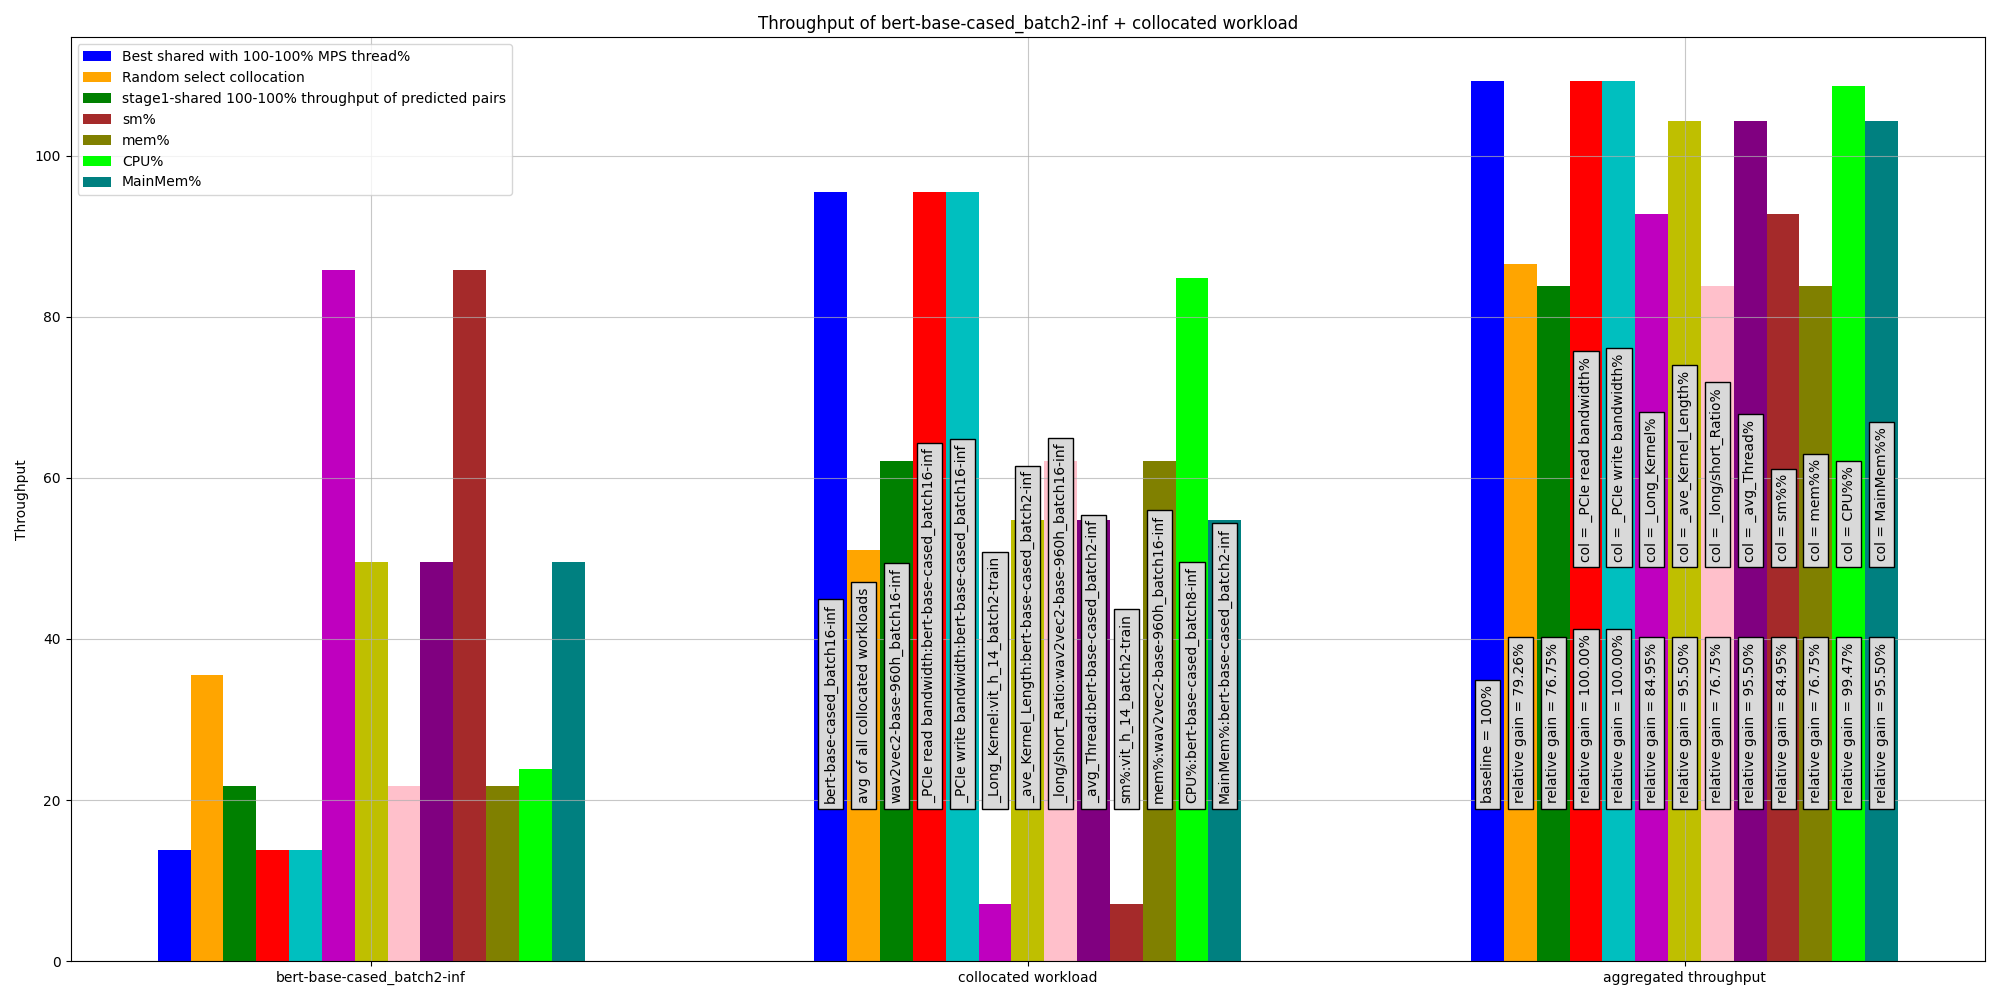 Throughput of bert-base-cased_batch2-inf + collocated workload
Best shared with 100-100% MPS thread%
Random select collocation
stage1-shared 100-100% throughput of predicted pairs
sm%
mem%
CPU%
MainMem%
Throughput
100
80
60
40
20
0
bert-base-cased_batch16-inf
avg of all collocated workloads
wav2vec2-base-960h_batch16-inf
_PCIe read bandwidth:bert-base-cased_batch16-inf
_PCIe write bandwidth:bert-base-cased_batch16-inf
_Long_Kernel:vit_h_14_batch2-train
_ave_Kernel_Length:bert-base-cased_batch2-inf
_long/short_Ratio:wav2vec2-base-960h_batch16-inf
_avg_Thread:bert-base-cased_batch2-inf
sm%:vit_h_14_batch2-train
mem%:wav2vec2-base-960h_batch16-inf
CPU%:bert-base-cased_batch8-inf
MainMem%:bert-base-cased_batch2-inf
col = _PCIe read bandwidth%
col = _PCIe write bandwidth%
col = _Long_Kernel%
col = _ave_Kernel_Length%
col = _long/short_Ratio%
col = _avg_Thread%
col = sm%%
col = mem%%
col = CPU%%
col = MainMem%%
baseline = 100%
relative gain = 79.26%
relative gain = 76.75%
relative gain = 100.00%
relative gain = 100.00%
relative gain = 84.95%
relative gain = 95.50%
relative gain = 76.75%
relative gain = 95.50%
relative gain = 84.95%
relative gain = 76.75%
relative gain = 99.47%
relative gain = 95.50%
bert-base-cased_batch2-inf
collocated workload
aggregated throughput